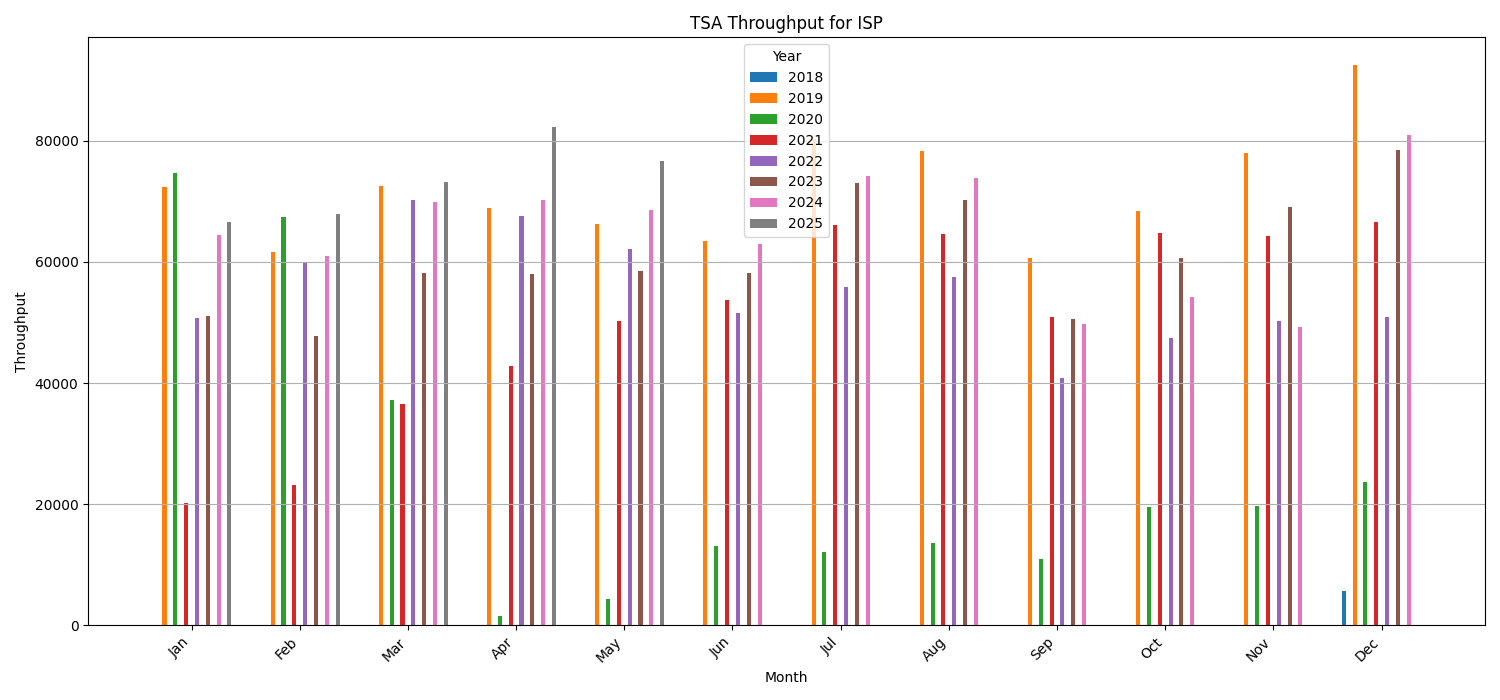 TSA Throughput for ISP
Year
2018
2019
2020
2021
2022
2023
2024
2025
80000
60000
40000
20000
0
Throughput
Jan
Feb
Mar
Apr
May
Jun
Jul
Aug
Sep
Oct
Nov
Dec
Month